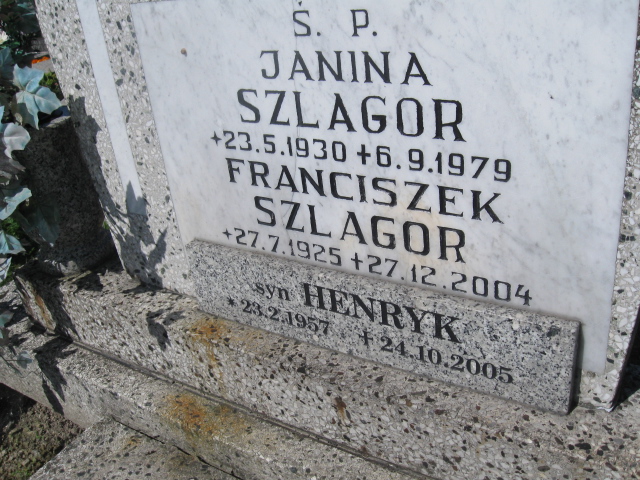 Ś. P.
JANINA
SZLAGOR
+23.5.1930 +6.9.1979
FRANCISZEK
SZLAGOR
+27.7.1925 +27.12.2004
syn HENRYK
*23.2.1957 +24.10.2005